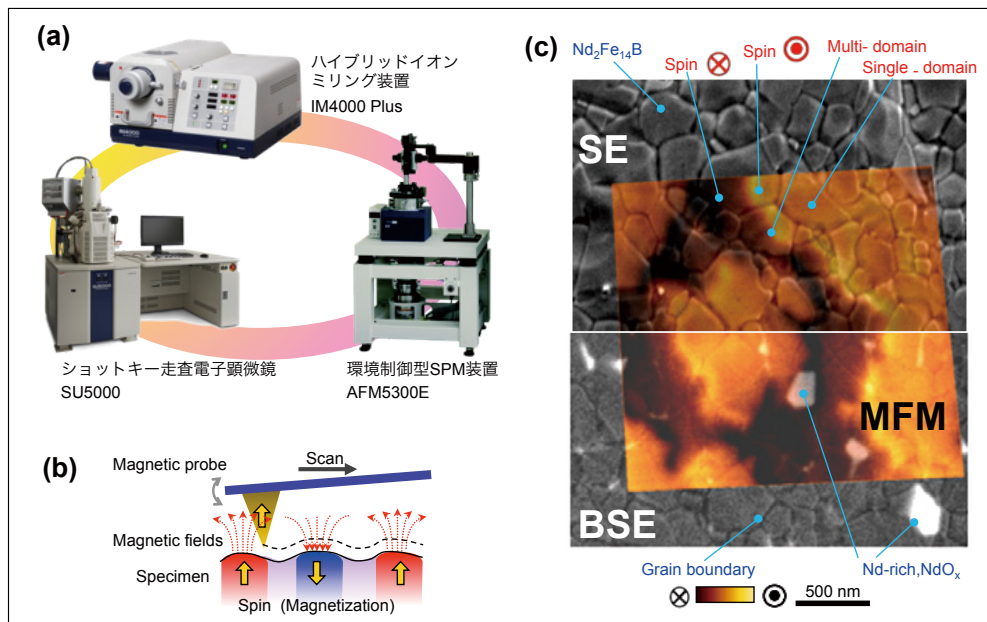 (a)
ハイブリッドイオン
ミリング装置
IM4000 Plus
ショットキー走査電子顕微鏡
SU5000
環境制御型SPM装置
AFM5300E
(b)
Magnetic probe
Scan
Magnetic fields
Specimen
Spin (Magnetization)
(c)
Nd₂Fe₁₄B
Spin
Spin
Multi- domain
Single - domain
SE
MFM
BSE
Grain boundary
Nd-rich,NdOₓ
500 nm